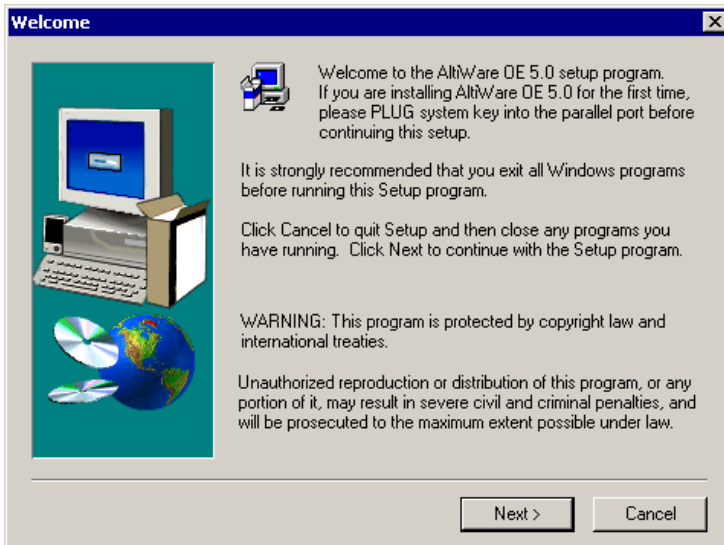 Welcome
Welcome to the AltiWare OE 5.0 setup program.
If you are installing AltiWare OE 5.0 for the first time,
please PLUG system key into the parallel port before
continuing this setup.
It is strongly recommended that you exit all Windows programs
before running this Setup program.
Click Cancel to quit Setup and then close any programs you
have running. Click Next to continue with the Setup program.
WARNING: This program is protected by copyright law and
international treaties.
Unauthorized reproduction or distribution of this program, or any
portion of it, may result in severe civil and criminal penalties, and
will be prosecuted to the maximum extent possible under law.
Next >
Cancel